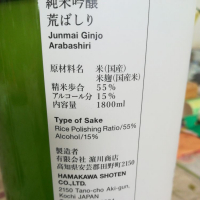 純米吟醸
荒ばしり
Junmai Ginjo
Arabashiri
原材料名 米(国産)
米麹(国産米)
精米歩合 55%
アルコール分 15%
内容量 1800ml
Type of Sake
Rice Polishing Ratio/55%
Alcohol/15%
製造者
有限会社 濵川商店
高知県安芸郡田野町2150
HAMAKAWA SHOTEN
CO.,LTD.
2150 Tano-cho Aki-gun,
Kochi JAPAN